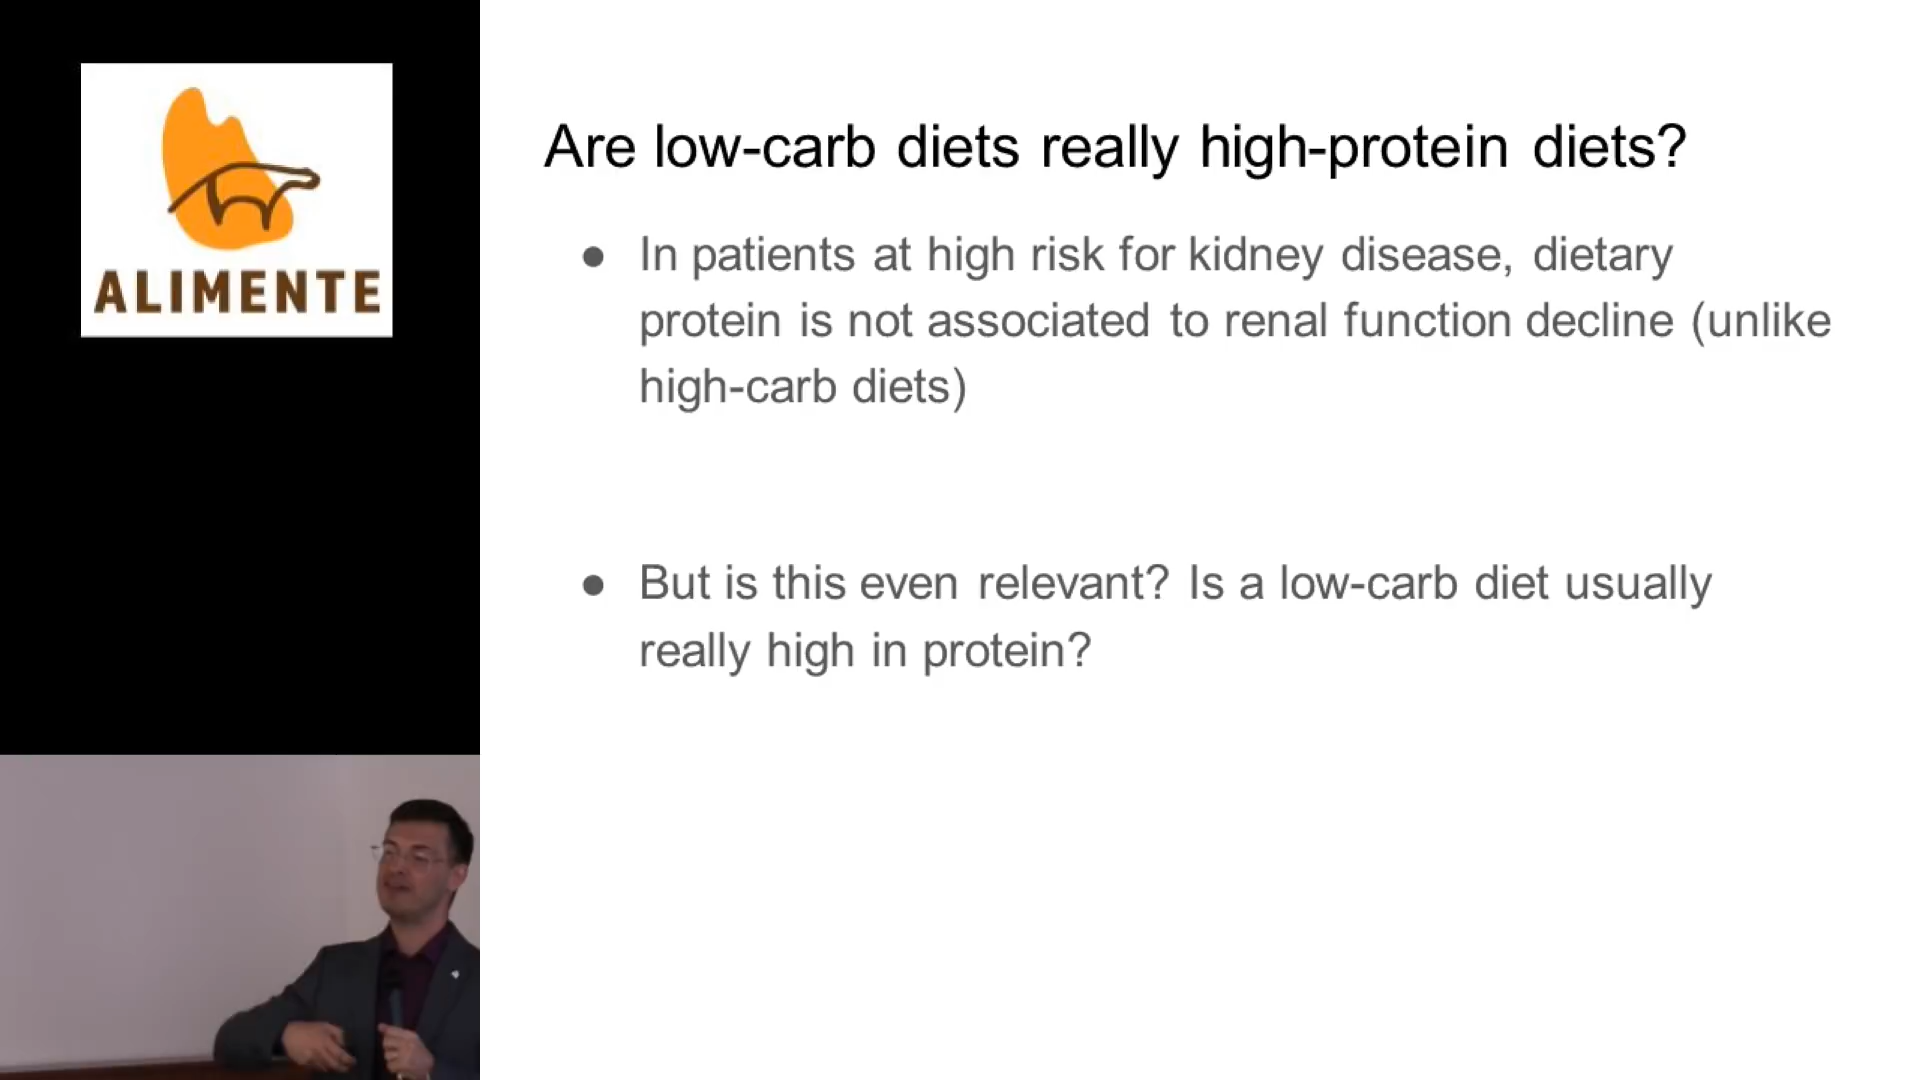 ALIMENTE
Are low-carb diets really high-protein diets?
● In patients at high risk for kidney disease, dietary
protein is not associated to renal function decline (unlike
high-carb diets)
● But is this even relevant? Is a low-carb diet usually
really high in protein?